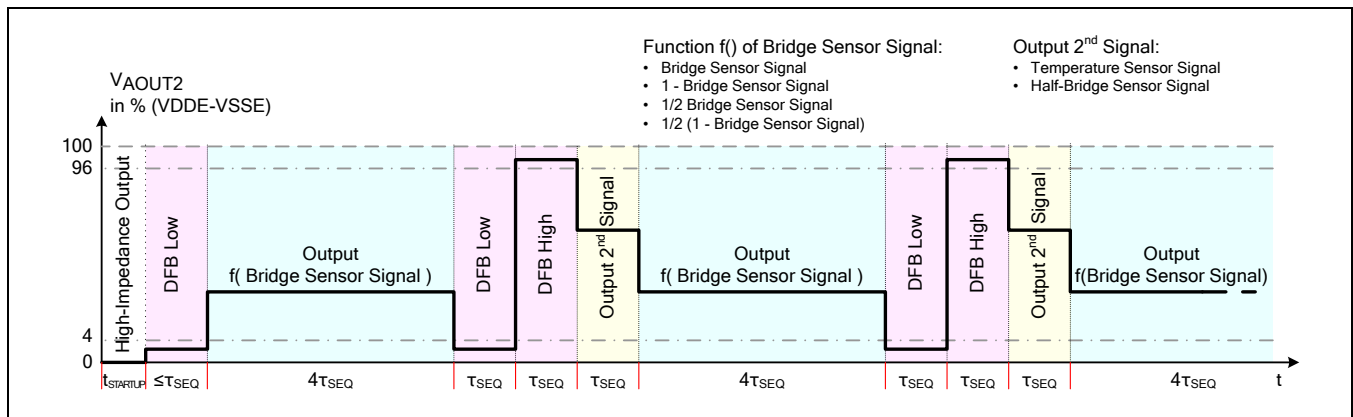 Function f() of Bridge Sensor Signal:
• Bridge Sensor Signal
• 1 - Bridge Sensor Signal
• 1/2 Bridge Sensor Signal
• 1/2 (1 - Bridge Sensor Signal)
Output 2nd Signal:
• Temperature Sensor Signal
• Half-Bridge Sensor Signal
VAOUT2
in % (VDDE-VSSE)
100
96
4
0
High-Impedance Output
DFB Low
Output
f( Bridge Sensor Signal )
DFB Low
DFB High
Output 2nd Signal
Output
f( Bridge Sensor Signal )
DFB Low
DFB High
Output 2nd Signal
Output
f(Bridge Sensor Signal)
tSTARTUP
≤τSEQ
4τSEQ
τSEQ
τSEQ
τSEQ
4τSEQ
τSEQ
τSEQ
τSEQ
4τSEQ
t